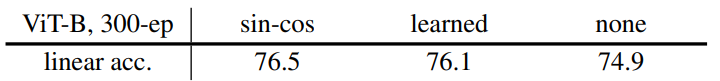 ViT-B, 300-ep sin-cos learned none
linear acc. 76.5 76.1 74.9